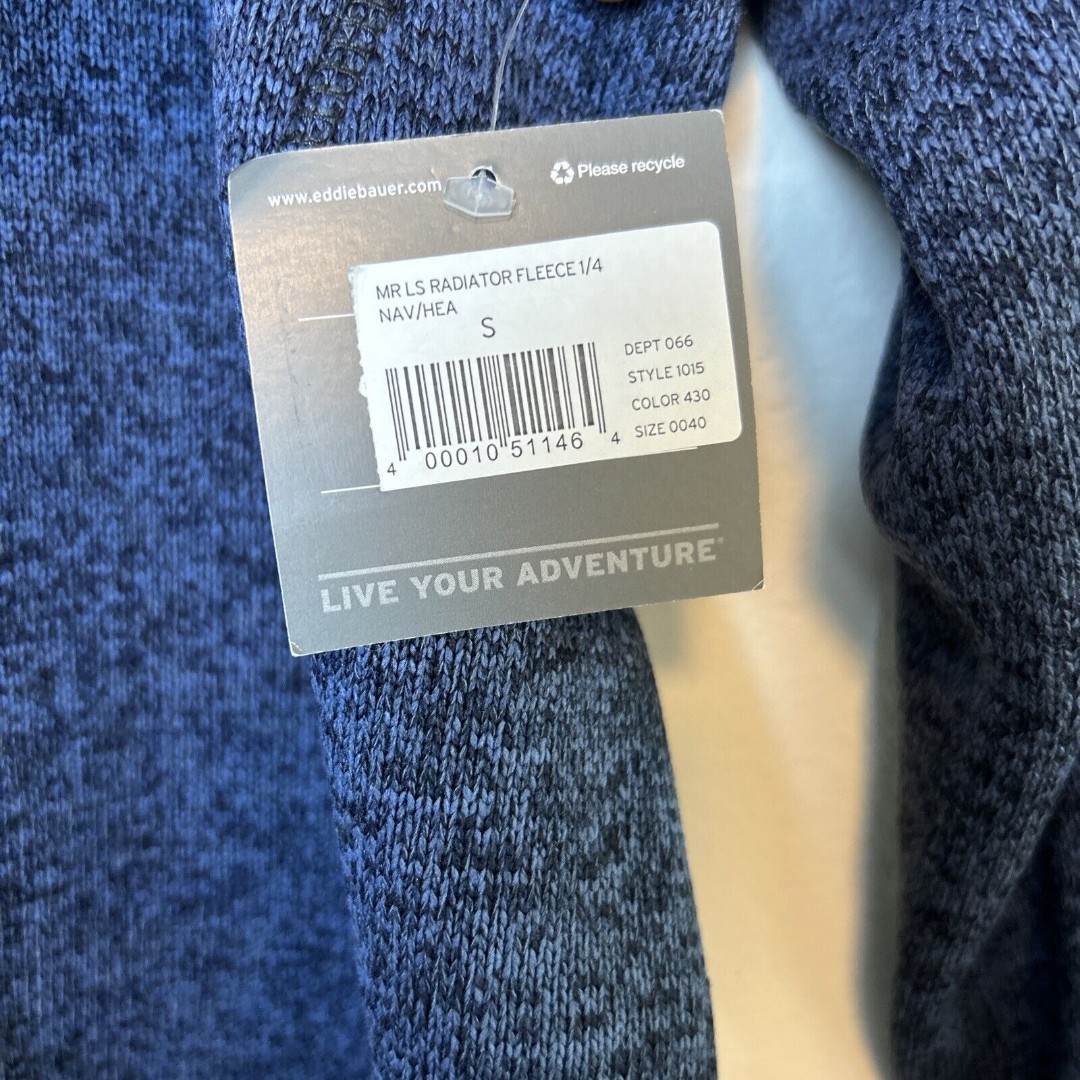 www.eddiebauer.com
Please recycle
MR LS RADIATOR FLEECE 1/4
NAV/HEA
S
DEPT 066
STYLE 1015
COLOR 430
SIZE 0040
4 00010 51146 4
LIVE YOUR ADVENTURE®